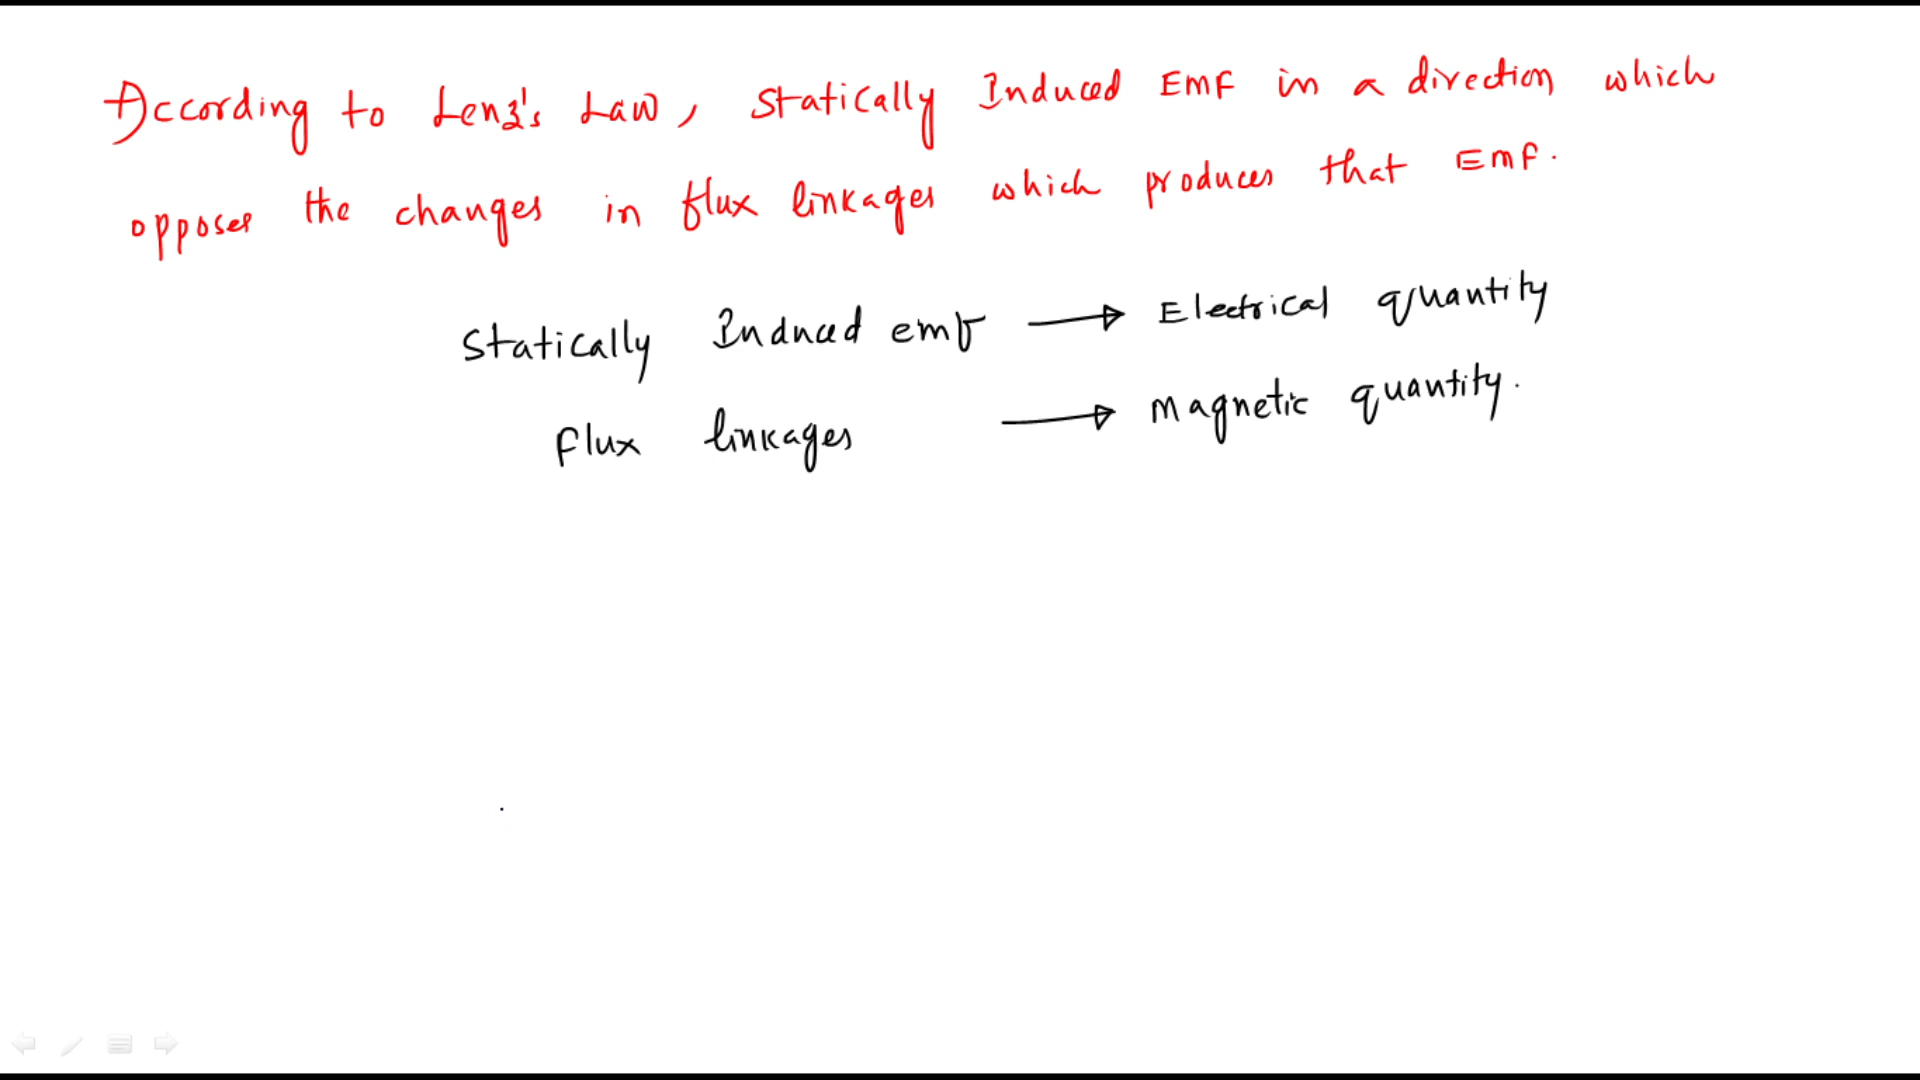 According to Lenz's Law, Statically Induced EMF in a direction which
opposes the changes in flux linkages which produces that EMF.
Statically Induced emf → Electrical quantity
Flux linkages → Magnetic quantity.